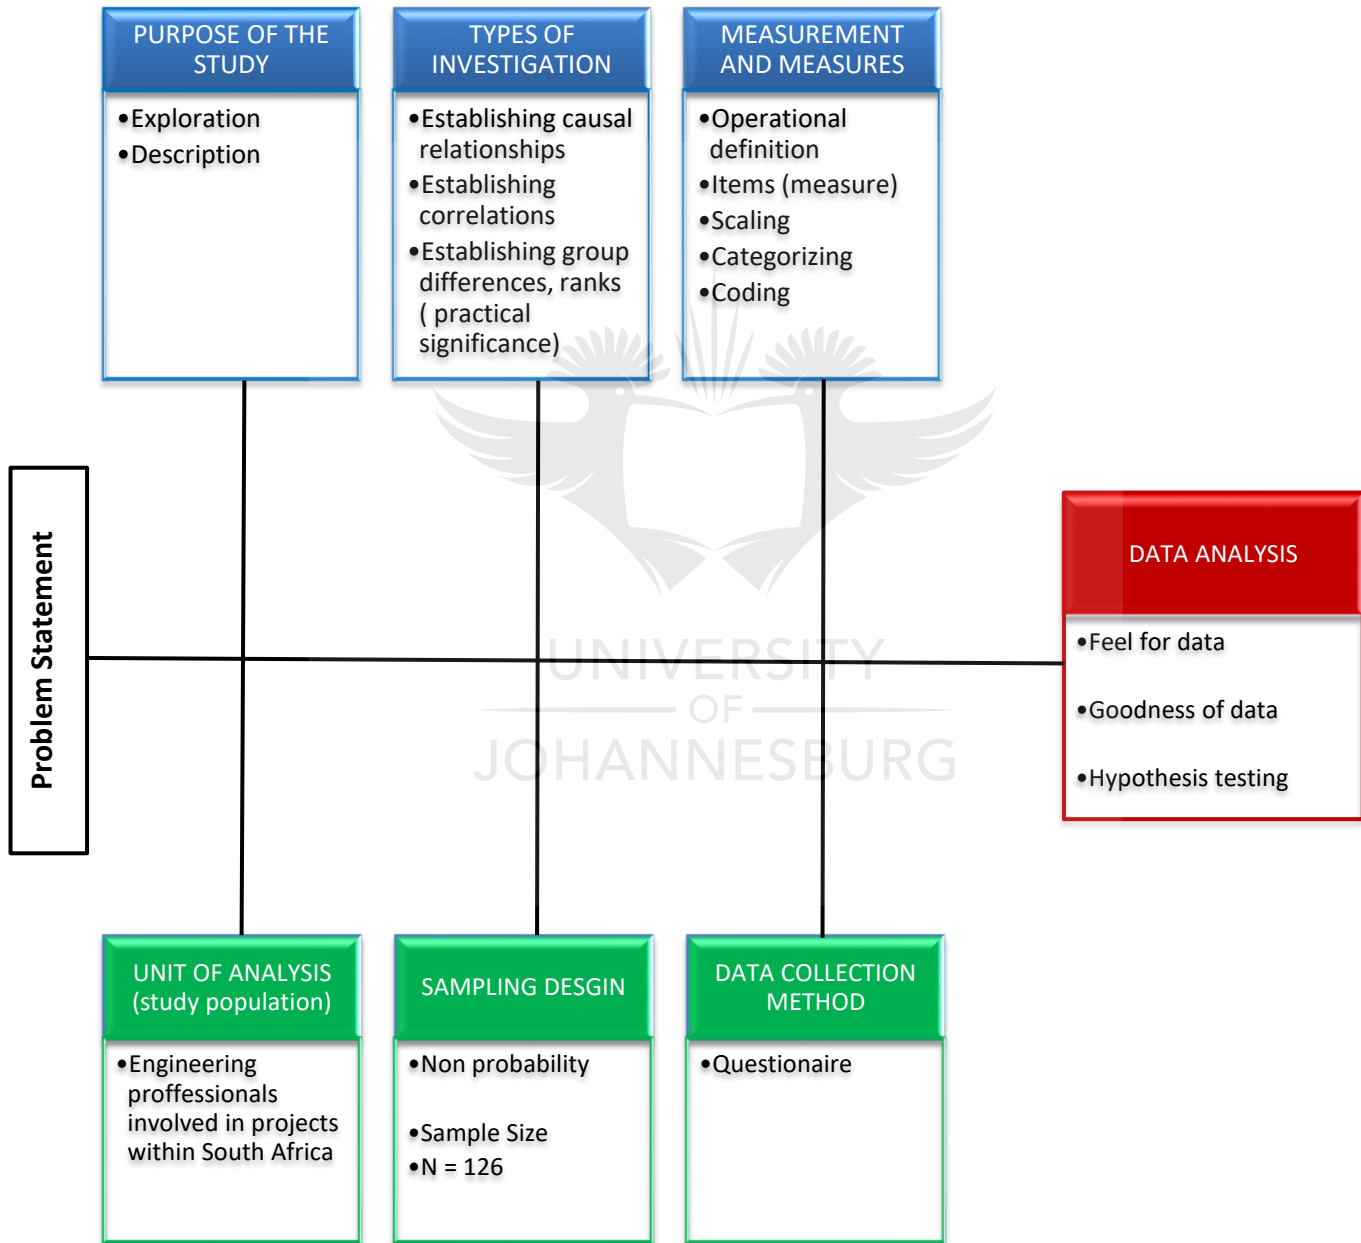 PURPOSE OF THE
STUDY
•Exploration
•Description
TYPES OF
INVESTIGATION
•Establishing causal
relationships
•Establishing
correlations
•Establishing group
differences, ranks
( practical
significance)
MEASUREMENT
AND MEASURES
•Operational
definition
•Items (measure)
•Scaling
•Categorizing
•Coding
Problem Statement
UNIVERSITY
OF
JOHANNESBURG
DATA ANALYSIS
•Feel for data
•Goodness of data
•Hypothesis testing
UNIT OF ANALYSIS
(study population)
•Engineering
proffessionals
involved in projects
within South Africa
SAMPLING DESGIN
•Non probability
•Sample Size
•N = 126
DATA COLLECTION
METHOD
•Questionaire